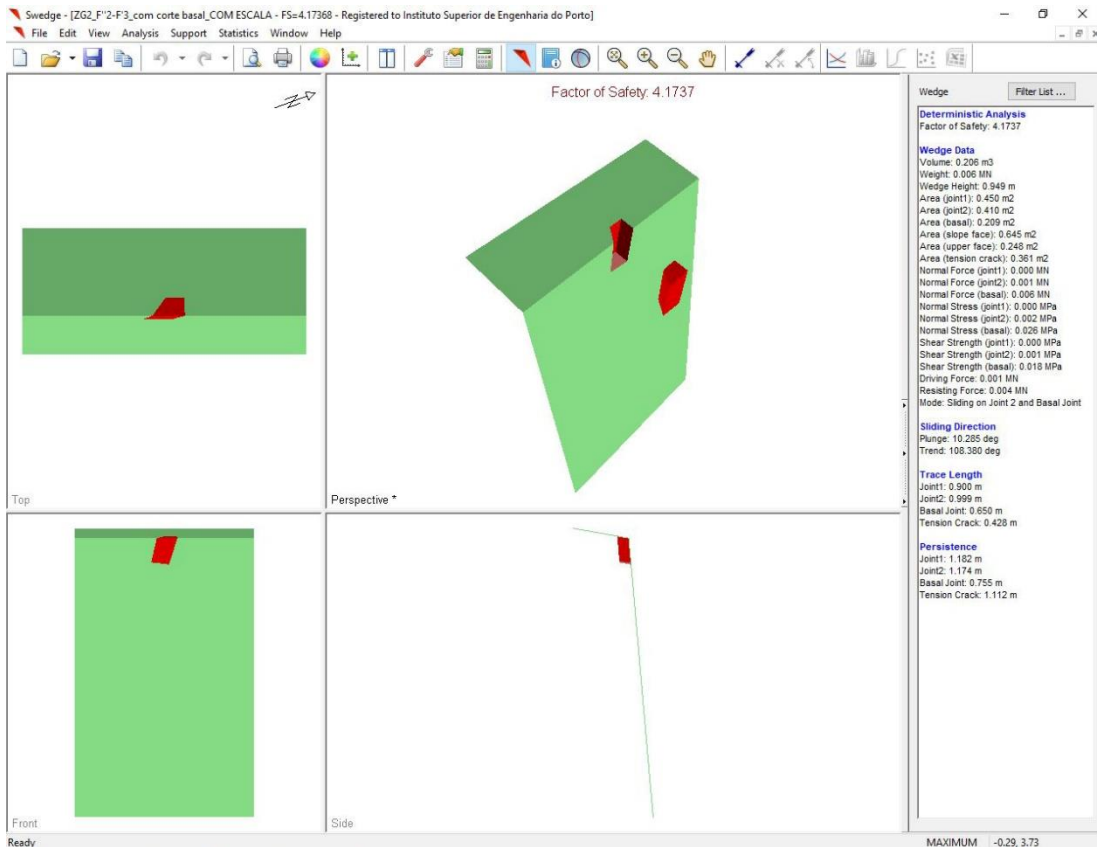 Swedge - [ZG2_F"2-F'3_com corte basal_COM ESCALA - FS=4.17368 - Registered to Instituto Superior de Engenharia do Porto]
File Edit View Analysis Support Statistics Window Help
Factor of Safety: 4.1737
Top
Perspective *
Front
Side
Wedge
Filter List ...
Deterministic Analysis
Factor of Safety: 4.1737
Wedge Data
Volume: 0.206 m3
Weight: 0.006 MN
Wedge Height: 0.949 m
Area (joint1): 0.450 m2
Area (joint2): 0.410 m2
Area (basal): 0.209 m2
Area (slope face): 0.645 m2
Area (upper face): 0.248 m2
Area (tension crack): 0.361 m2
Normal Force (joint1): 0.000 MN
Normal Force (joint2): 0.001 MN
Normal Force (basal): 0.006 MN
Normal Stress (joint1): 0.000 MPa
Normal Stress (joint2): 0.002 MPa
Normal Stress (basal): 0.026 MPa
Shear Strength (joint1): 0.000 MPa
Shear Strength (joint2): 0.001 MPa
Shear Strength (basal): 0.018 MPa
Driving Force: 0.001 MN
Resisting Force: 0.004 MN
Mode: Sliding on Joint 2 and Basal Joint
Sliding Direction
Plunge: 10.285 deg
Trend: 108.380 deg
Trace Length
Joint1: 0.900 m
Joint2: 0.999 m
Basal Joint: 0.650 m
Tension Crack: 0.428 m
Persistence
Joint1: 1.182 m
Joint2: 1.174 m
Basal Joint: 0.755 m
Tension Crack: 1.112 m
Ready
MAXIMUM -0.29, 3.73